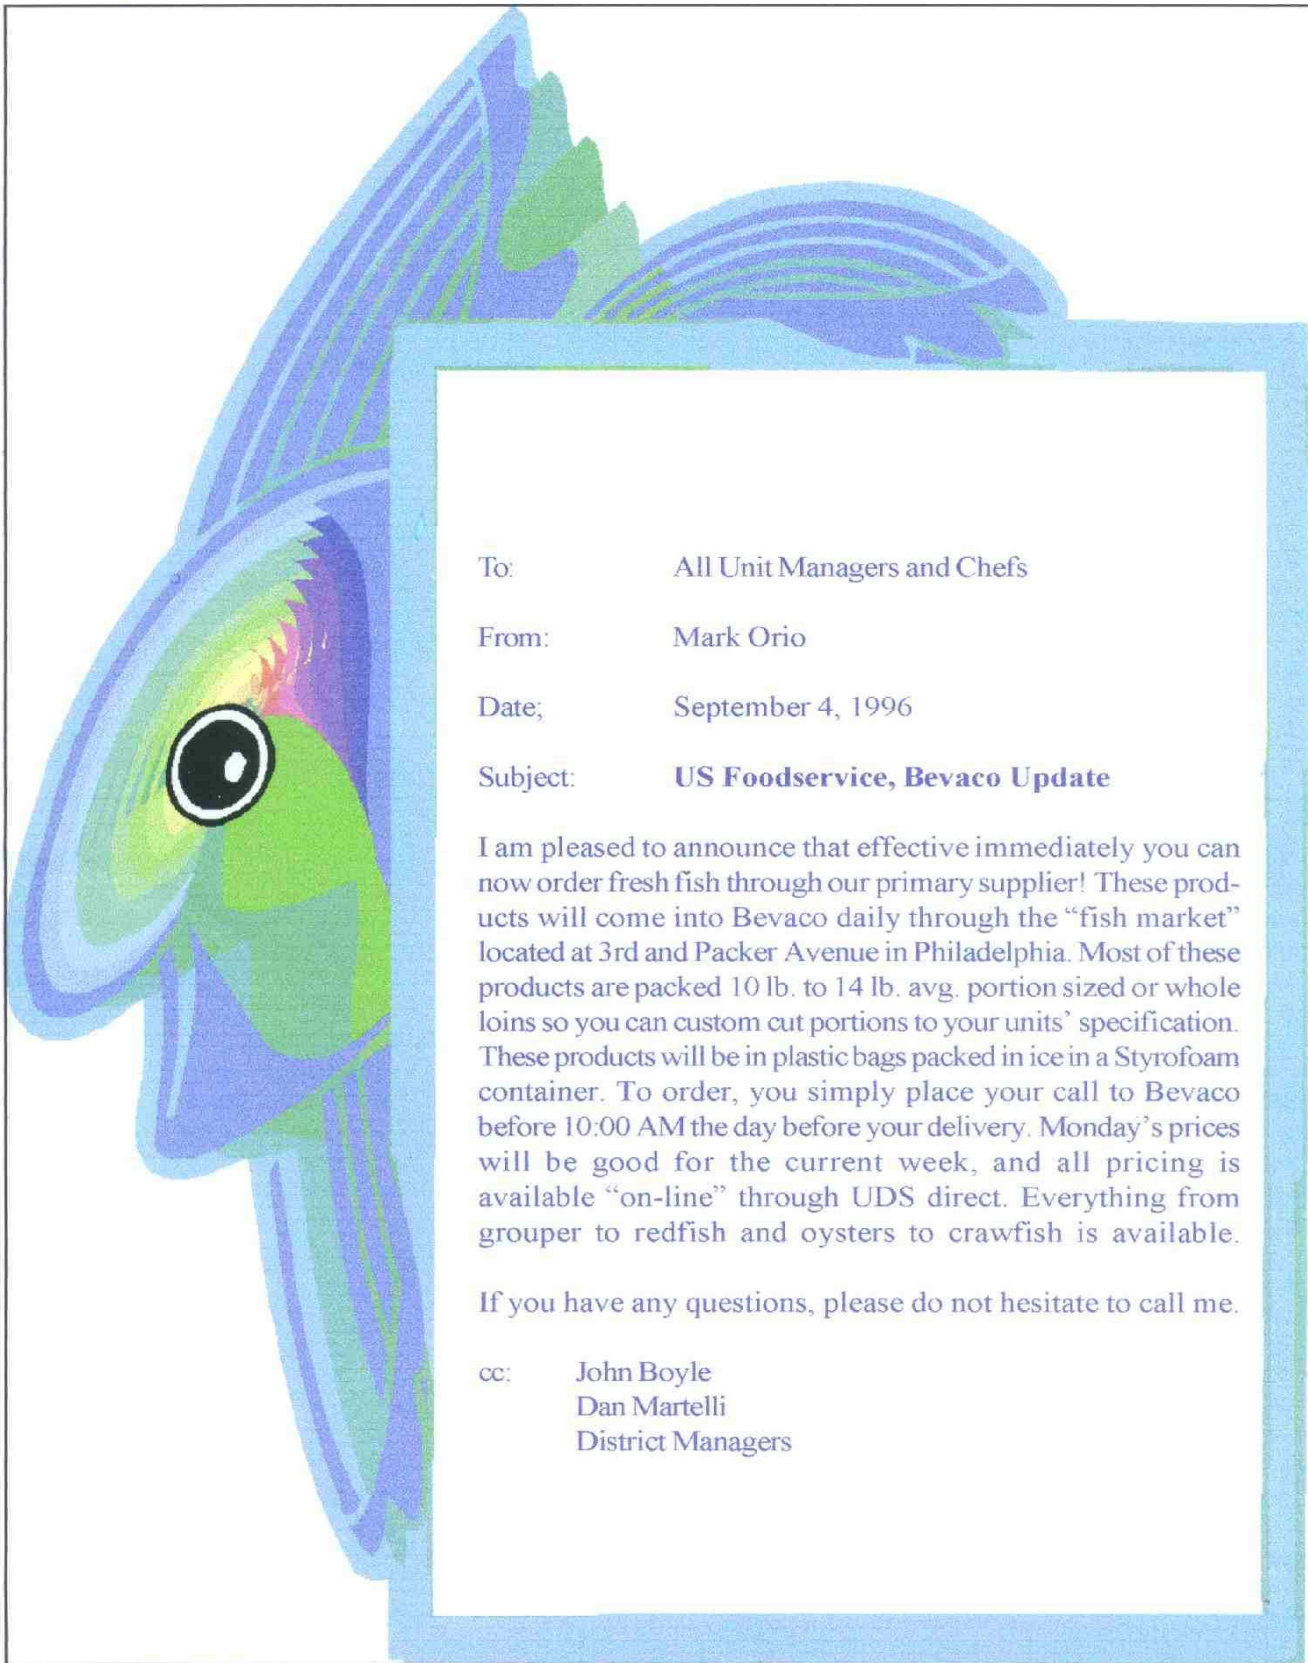 To: All Unit Managers and Chefs
From: Mark Orio
Date; September 4, 1996
Subject: US Foodservice, Bevaco Update
I am pleased to announce that effective immediately you can
now order fresh fish through our primary supplier! These prod-
ucts will come into Bevaco daily through the “fish market”
located at 3rd and Packer Avenue in Philadelphia. Most of these
products are packed 10 lb. to 14 lb. avg. portion sized or whole
loins so you can custom cut portions to your units’ specification.
These products will be in plastic bags packed in ice in a Styrofoam
container. To order, you simply place your call to Bevaco
before 10:00 AM the day before your delivery. Monday’s prices
will be good for the current week, and all pricing is
available “on-line” through UDS direct. Everything from
grouper to redfish and oysters to crawfish is available.
If you have any questions, please do not hesitate to call me.
cc: John Boyle
Dan Martelli
District Managers